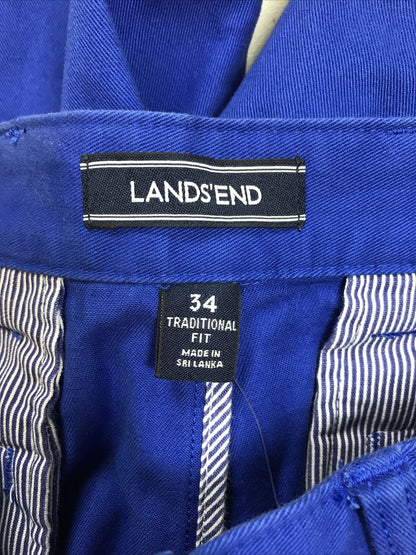 LANDS'END
34
TRADITIONAL
FIT
MADE IN
SRI LANKA